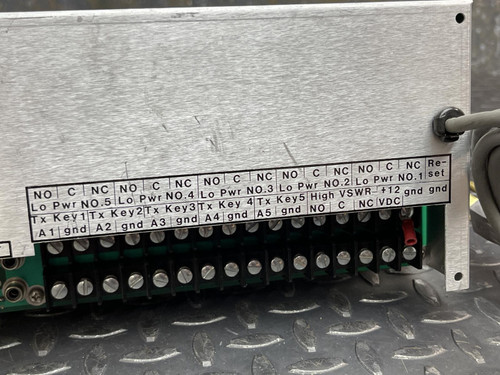 NO C NC NO C NC NO C NC NO C NC NO C NC Re-
Lo Pwr NO.5 Lo Pwr NO.4 Lo Pwr NO.3 Lo Pwr NO.2 Lo Pwr NO.1 set
Tx Key1 Tx Key2 Tx Key3 Tx Key 4 Tx Key5 High VSWR +12 gnd gnd
A1 gnd A2 gnd A3 gnd A4 gnd A5 gnd NO C NC VDC